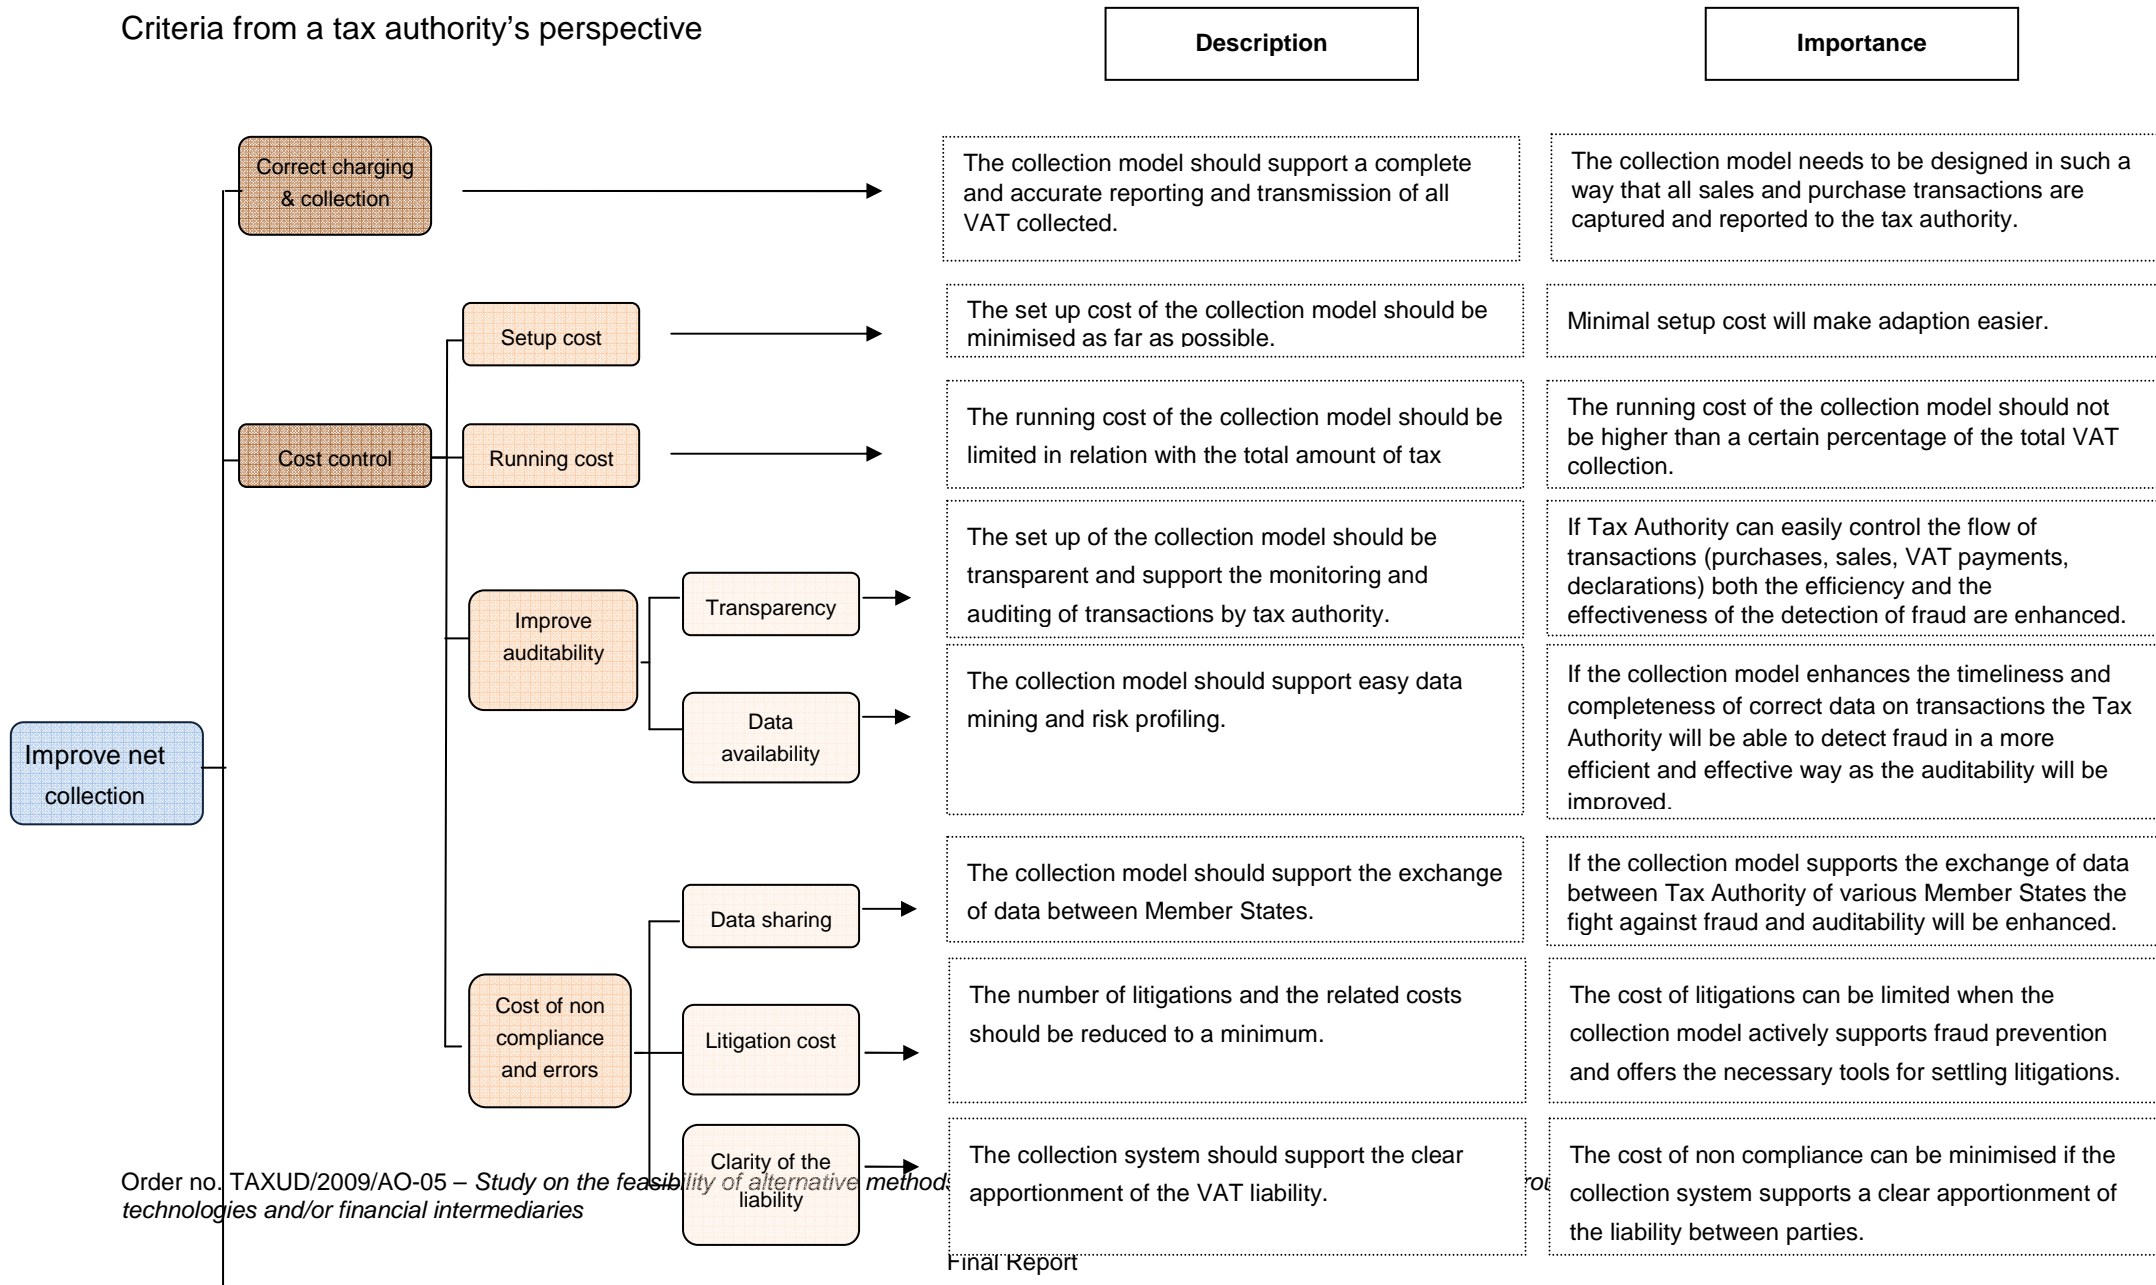 Criteria from a tax authority's perspective
Description
Importance
Correct charging
& collection
The collection model should support a complete
and accurate reporting and transmission of all
VAT collected.
The collection model needs to be designed in such a
way that all sales and purchase transactions are
captured and reported to the tax authority.
Setup cost
The set up cost of the collection model should be
minimised as far as possible.
Minimal setup cost will make adaption easier.
Cost control
Running cost
The running cost of the collection model should be
limited in relation with the total amount of tax
The running cost of the collection model should not
be higher than a certain percentage of the total VAT
collection.
Improve
auditability
Transparency
The set up of the collection model should be
transparent and support the monitoring and
auditing of transactions by tax authority.
If Tax Authority can easily control the flow of
transactions (purchases, sales, VAT payments,
declarations) both the efficiency and the
effectiveness of the detection of fraud are enhanced.
Data
availability
The collection model should support easy data
mining and risk profiling.
If the collection model enhances the timeliness and
completeness of correct data on transactions the Tax
Authority will be able to detect fraud in a more
efficient and effective way as the auditability will be
improved.
Improve net
collection
Data sharing
The collection model should support the exchange
of data between Member States.
If the collection model supports the exchange of data
between Tax Authority of various Member States the
fight against fraud and auditability will be enhanced.
Cost of non
compliance
and errors
Litigation cost
The number of litigations and the related costs
should be reduced to a minimum.
The cost of litigations can be limited when the
collection model actively supports fraud prevention
and offers the necessary tools for settling litigations.
Clarity of the
liability
The collection system should support the clear
apportionment of the VAT liability.
The cost of non compliance can be minimised if the
collection system supports a clear apportionment of
the liability between parties.
Order no. TAXUD/2009/AO-05 – Study on the feasibility of alternative method
technologies and/or financial intermediaries
Final Report